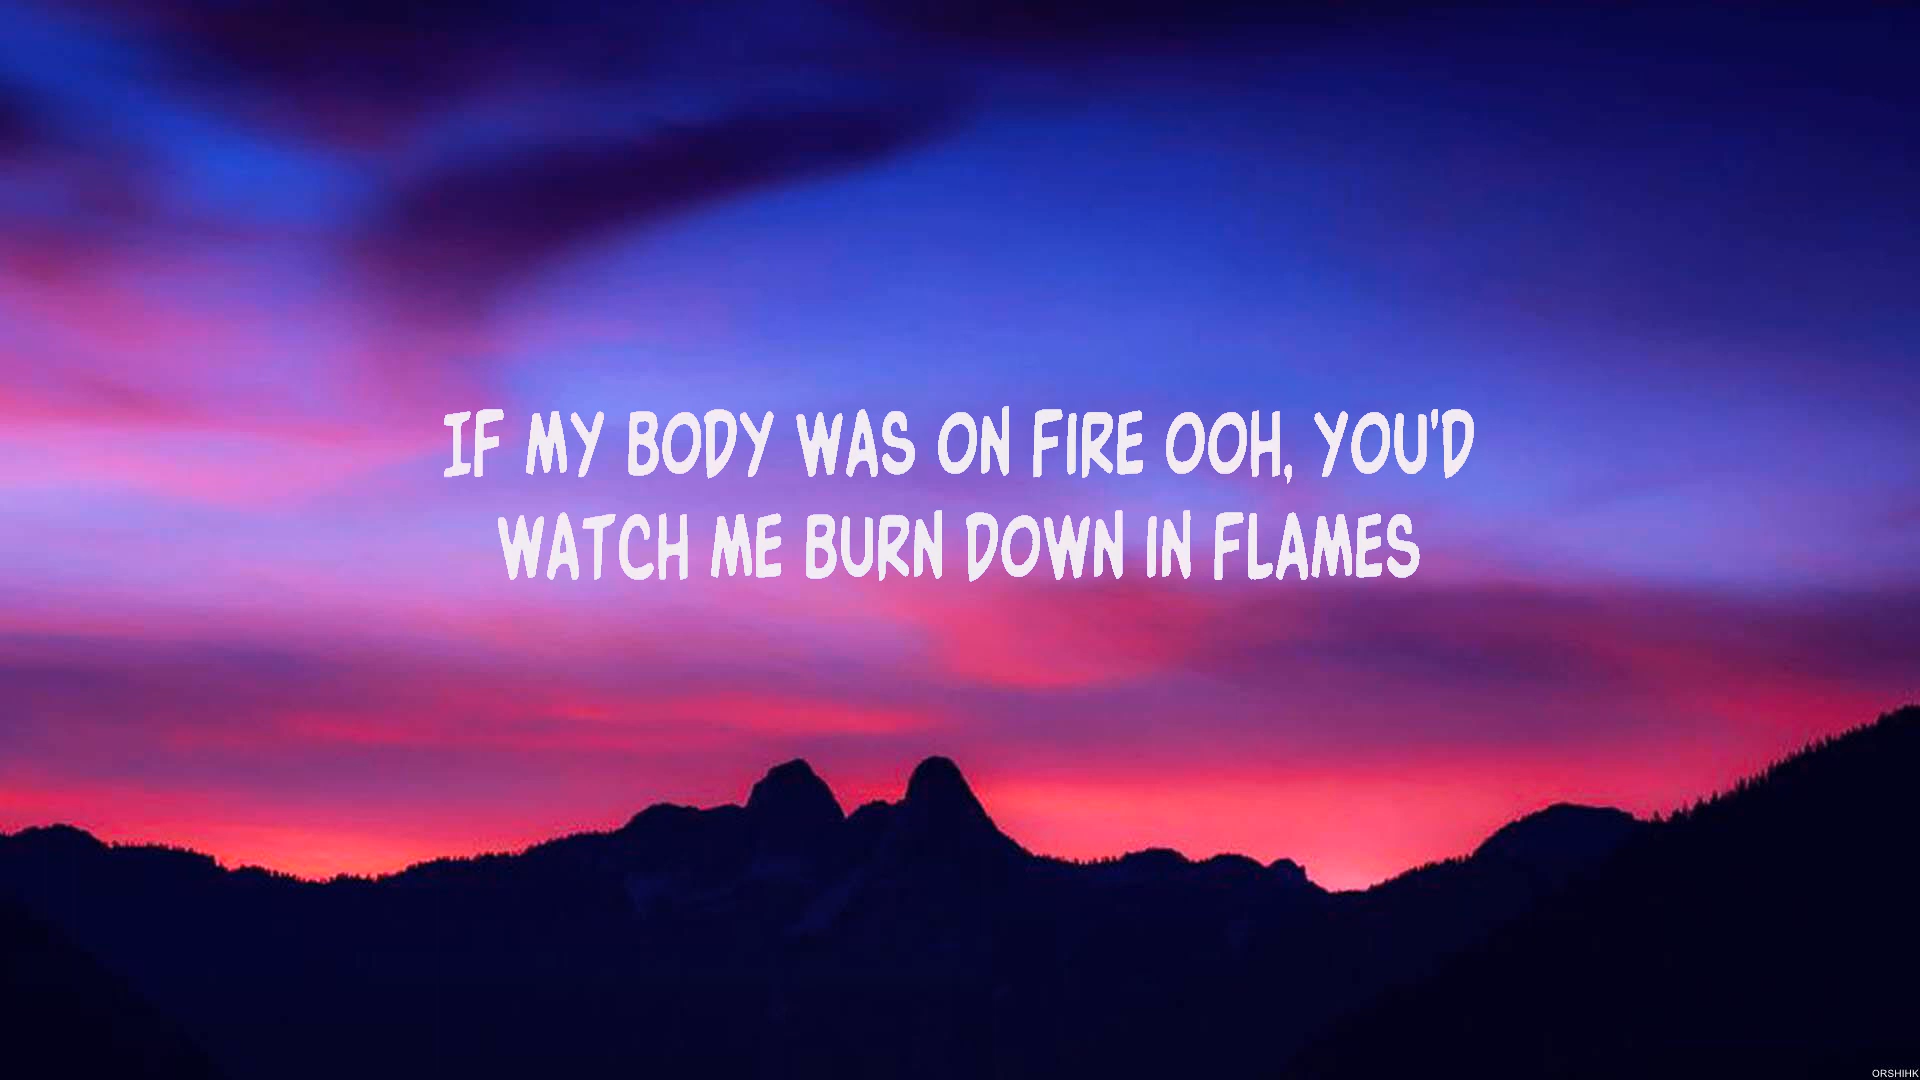 IF MY BODY WAS ON FIRE OOH, YOU'D
WATCH ME BURN DOWN IN FLAMES
ORSHIHK